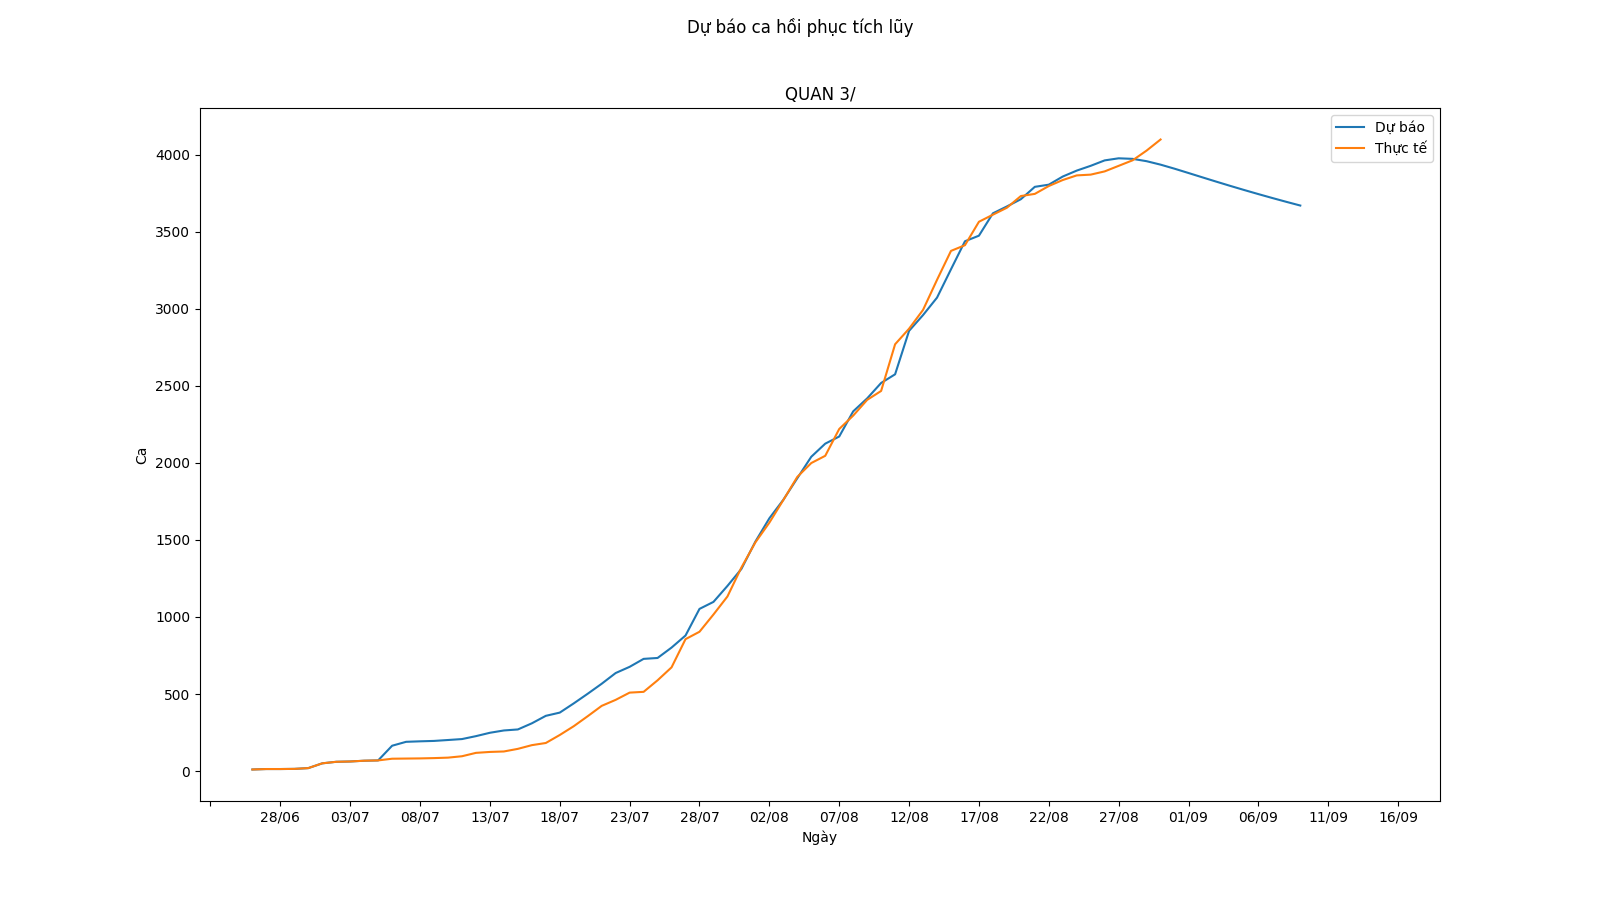 Dự báo ca hồi phục tích lũy
QUAN 3/
Dự báo
Thực tế
4000
3500
3000
2500
2000
1500
1000
500
0
Ca
28/06 03/07 08/07 13/07 18/07 23/07 28/07 02/08 07/08 12/08 17/08 22/08 27/08 01/09 06/09 11/09 16/09
Ngày